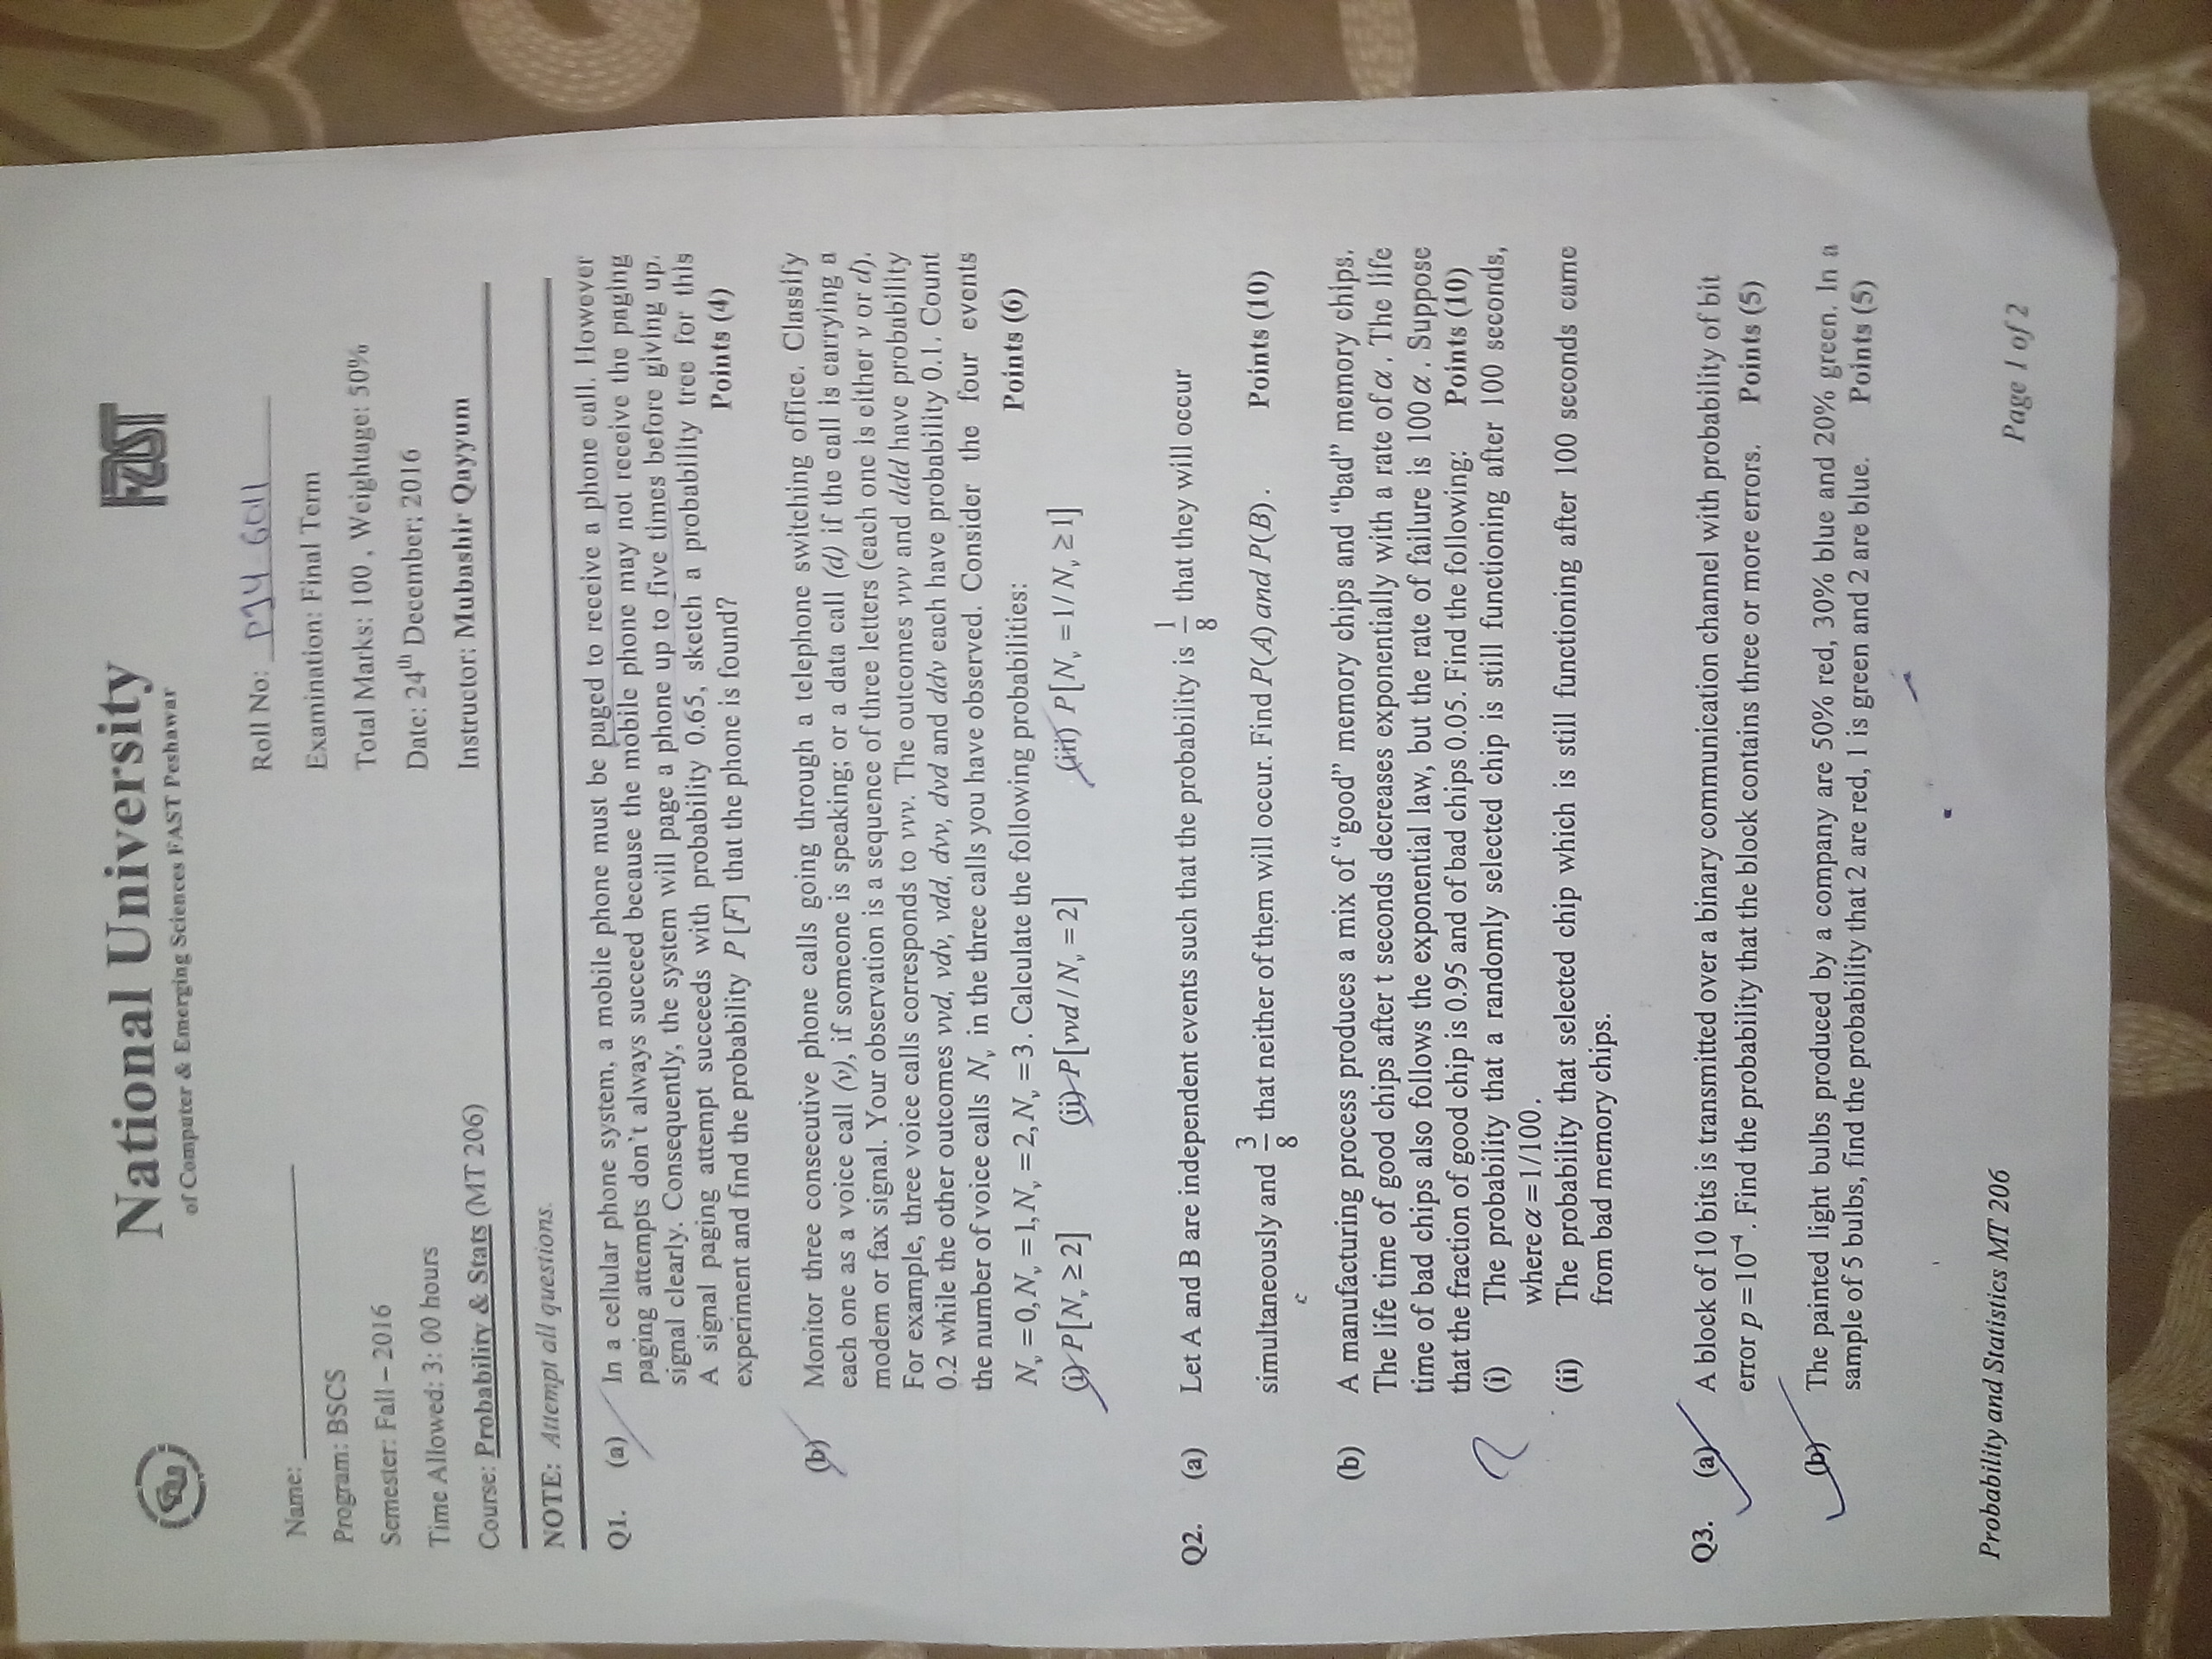 National University
of Computer & Emerging Sciences FAST Peshawar
FAST
Name: ____________
Roll No: P14 6011
Program: BSCS
Examination: Final Term
Semester: Fall – 2016
Total Marks: 100 , Weightage: 50%
Time Allowed: 3: 00 hours
Date: 24th December; 2016
Course: Probability & Stats (MT 206)
Instructor: Mubashir Qayyum
NOTE: Attempt all questions.
Q1. (a) In a cellular phone system, a mobile phone must be paged to receive a phone call. However
paging attempts don't always succeed because the mobile phone may not receive the paging
signal clearly. Consequently, the system will page a phone up to five times before giving up.
A signal paging attempt succeeds with probability 0.65, sketch a probability tree for this
experiment and find the probability P [F] that the phone is found? Points (4)
(b) Monitor three consecutive phone calls going through a telephone switching office. Classify
each one as a voice call (v), if someone is speaking; or a data call (d) if the call is carrying a
modem or fax signal. Your observation is a sequence of three letters (each one is either v or d).
For example, three voice calls corresponds to vvv. The outcomes vvv and ddd have probability
0.2 while the other outcomes vvd, vdv, vdd, dvv, dvd and ddv each have probability 0.1. Count
the number of voice calls Nᵥ in the three calls you have observed. Consider the four events
Nᵥ = 0, Nᵥ = 1, Nᵥ = 2, Nᵥ = 3. Calculate the following probabilities: Points (6)
(i) P[Nᵥ ≥ 2] (ii) P[vvd / Nᵥ = 2] (iii) P[Nᵥ = 1 / Nᵥ ≥ 1]
Q2. (a) Let A and B are independent events such that the probability is 1/8 that they will occur
simultaneously and 3/8 that neither of them will occur. Find P(A) and P(B). Points (10)
(b) A manufacturing process produces a mix of "good" memory chips and "bad" memory chips.
The life time of good chips after t seconds decreases exponentially with a rate of α. The life
time of bad chips also follows the exponential law, but the rate of failure is 100α. Suppose
that the fraction of good chip is 0.95 and of bad chips 0.05. Find the following: Points (10)
(i) The probability that a randomly selected chip is still functioning after 100 seconds,
where α = 1/100.
(ii) The probability that selected chip which is still functioning after 100 seconds came
from bad memory chips.
Q3. (a) A block of 10 bits is transmitted over a binary communication channel with probability of bit
error p = 10⁻⁴. Find the probability that the block contains three or more errors. Points (5)
(b) The painted light bulbs produced by a company are 50% red, 30% blue and 20% green. In a
sample of 5 bulbs, find the probability that 2 are red, 1 is green and 2 are blue. Points (5)
Probability and Statistics MT 206
Page 1 of 2